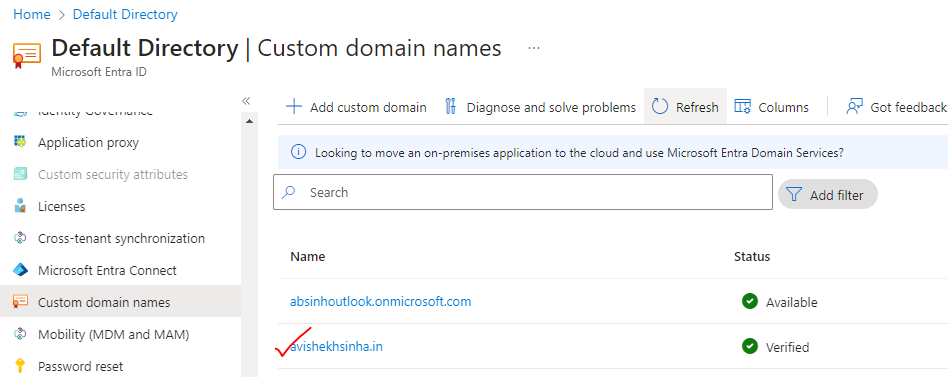 Home > Default Directory
Default Directory | Custom domain names ...
Microsoft Entra ID
Identity Governance
Application proxy
Custom security attributes
Licenses
Cross-tenant synchronization
Microsoft Entra Connect
Custom domain names
Mobility (MDM and MAM)
Password reset
+ Add custom domain Diagnose and solve problems Refresh Columns Got feedback
Looking to move an on-premises application to the cloud and use Microsoft Entra Domain Services?
Search Add filter
Name Status
absinhoutlook.onmicrosoft.com Available
avishekhsinha.in Verified